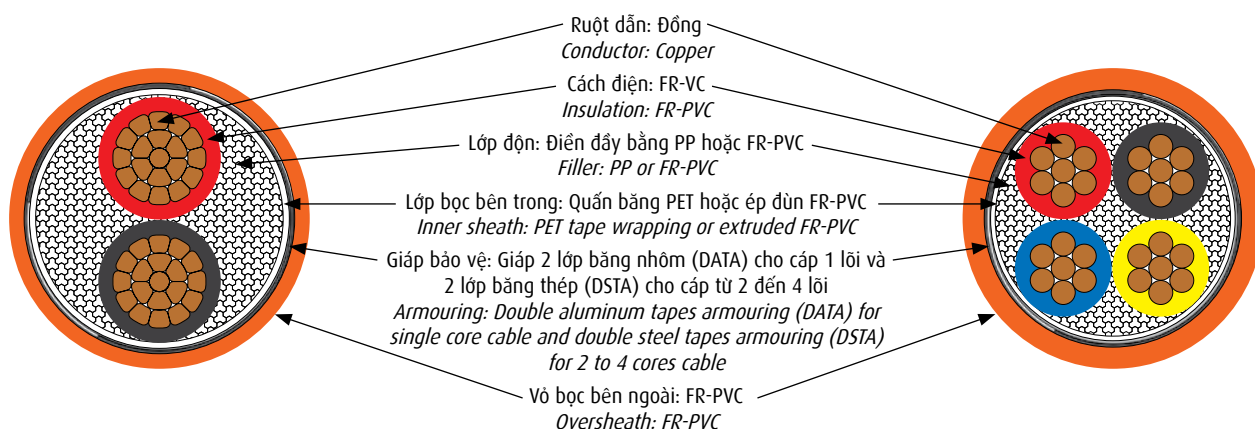 Ruột dẫn: Đồng
Conductor: Copper
Cách điện: FR-VC
Insulation: FR-PVC
Lớp độn: Điền đầy bằng PP hoặc FR-PVC
Filler: PP or FR-PVC
Lớp bọc bên trong: Quấn băng PET hoặc ép đùn FR-PVC
Inner sheath: PET tape wrapping or extruded FR-PVC
Giáp bảo vệ: Giáp 2 lớp băng nhôm (DATA) cho cáp 1 lõi và
2 lớp băng thép (DSTA) cho cáp từ 2 đến 4 lõi
Armouring: Double aluminum tapes armouring (DATA) for
single core cable and double steel tapes armouring (DSTA)
for 2 to 4 cores cable
Vỏ bọc bên ngoài: FR-PVC
Oversheath: FR-PVC